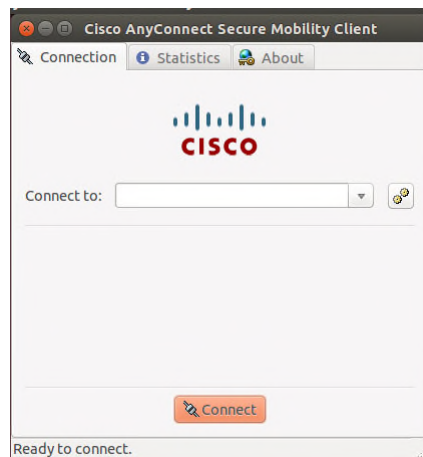 Cisco AnyConnect Secure Mobility Client
Connection Statistics About
CISCO
Connect to:
Connect
Ready to connect.